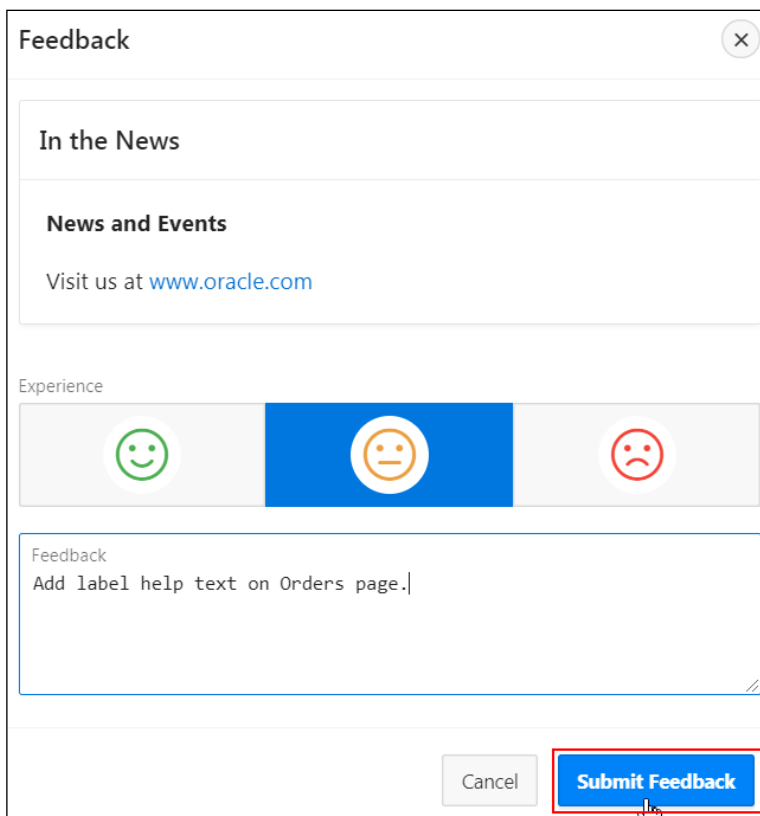 Feedback
In the News
News and Events
Visit us at www.oracle.com
Experience
Feedback
Add label help text on Orders page.
Cancel
Submit Feedback